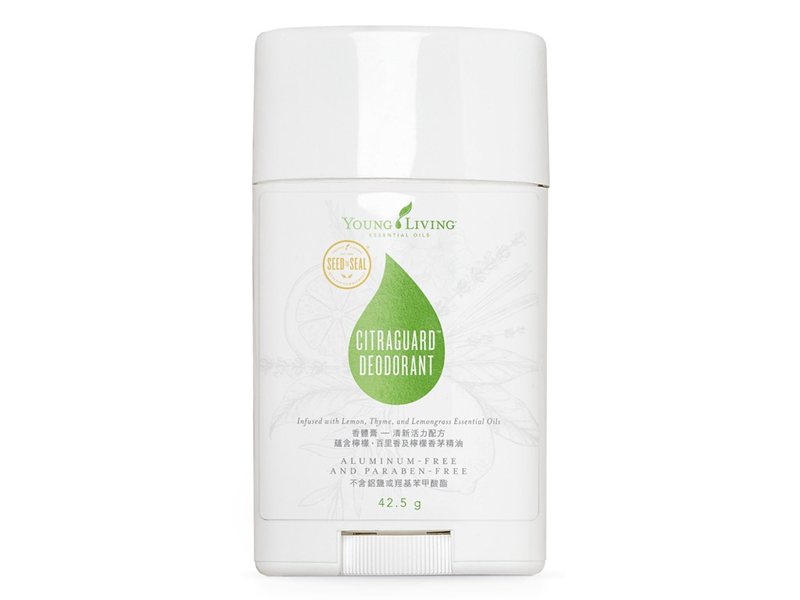 YOUNG LIVING
ESSENTIAL OILS
SEED TO SEAL
CITRAGUARD™
DEODORANT
Infused with Lemon, Thyme, and Lemongrass Essential Oils
香體膏 — 清新活力配方
蘊含檸檬、百里香及檸檬香茅精油
ALUMINUM-FREE
AND PARABEN-FREE
不含鋁鹽或羥基苯甲酸酯
42.5 g